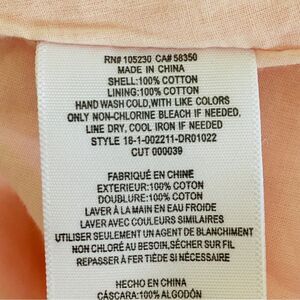 RN# 105230 CA# 58350
MADE IN CHINA
SHELL:100% COTTON
LINING:100% COTTON
HAND WASH COLD,WITH LIKE COLORS
ONLY NON-CHLORINE BLEACH IF NEEDED,
LINE DRY, COOL IRON IF NEEDED
STYLE 18-1-002211-DR01022
CUT 000039
FABRIQUÉ EN CHINE
EXTERIEUR:100% COTON
DOUBLURE:100% COTON
LAVER À LA MAIN EN EAU FROIDE
LAVER AVEC COULEURS SIMILAIRES
UTILISER SEULEMENT UN AGENT DE BLANCHIMENT
NON CHLORÉ AU BESOIN,SÉCHER SUR FIL
REPASSER À FER TIÈDE SI NÉCESSAIRE
HECHO EN CHINA
CÁSCARA:100% ALGODÓN